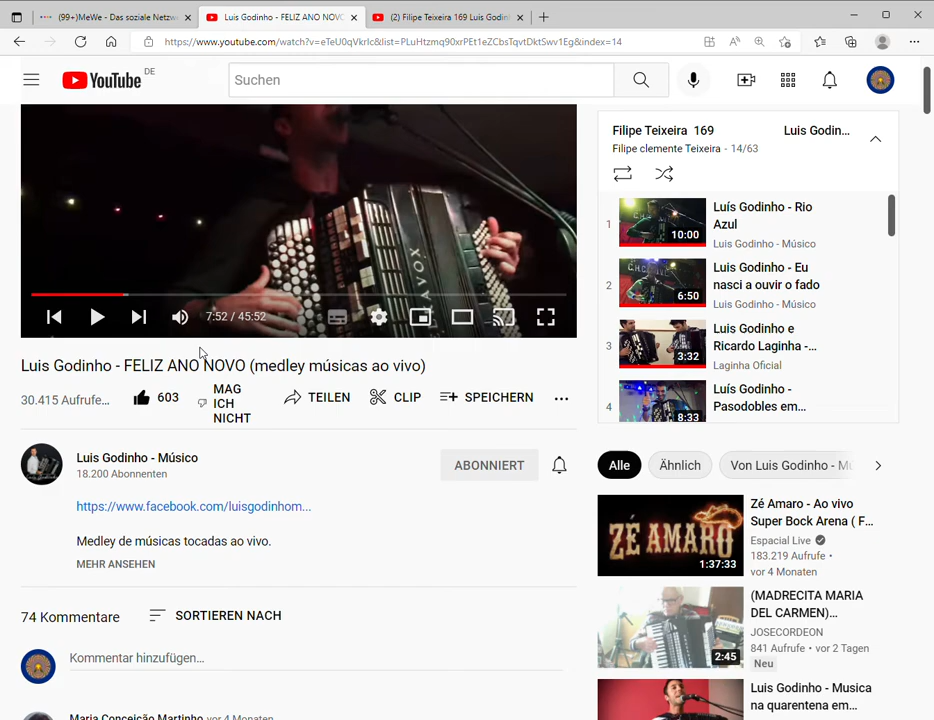 (99+)MeWe - Das soziale Netzw
Luis Godinho - FELIZ ANO NOVO
(2) Filipe Teixeira 169 Luis Godin
https://www.youtube.com/watch?v=eTeU0qVkrIc&list=PLuHtzmq90xrPEt1eZCbsTqvtDktSwv1Eg&index=14
YouTube DE
Suchen
7:52 / 45:52
Luis Godinho - FELIZ ANO NOVO (medley músicas ao vivo)
30.415 Aufrufe...
603
MAG
ICH
NICHT
TEILEN
CLIP
SPEICHERN
Luis Godinho - Músico
18.200 Abonnenten
ABONNIERT
https://www.facebook.com/luisgodinhom...
Medley de músicas tocadas ao vivo.
MEHR ANSEHEN
74 Kommentare
SORTIEREN NACH
Kommentar hinzufügen...
Maria Conceição Martinho vor 4 Monaten
Filipe Teixeira 169 Luis Godin...
Filipe clemente Teixeira - 14/63
1
10:00
Luís Godinho - Rio
Azul
Luis Godinho - Músico
2
6:50
Luis Godinho - Eu
nasci a ouvir o fado
Luis Godinho - Músico
3
3:32
Luis Godinho e
Ricardo Laginha -...
Laginha Oficial
4
8:33
Luís Godinho -
Pasodobles em...
Alle
Ähnlich
Von Luis Godinho - Mú
ZÉ AMARO
1:37:33
Zé Amaro - Ao vivo
Super Bock Arena ( F...
Espacial Live
183.219 Aufrufe •
vor 4 Monaten
2:45
(MADRECITA MARIA
DEL CARMEN)...
JOSECORDEON
841 Aufrufe • vor 2 Tagen
Neu
Luis Godinho - Musica
na quarentena em...